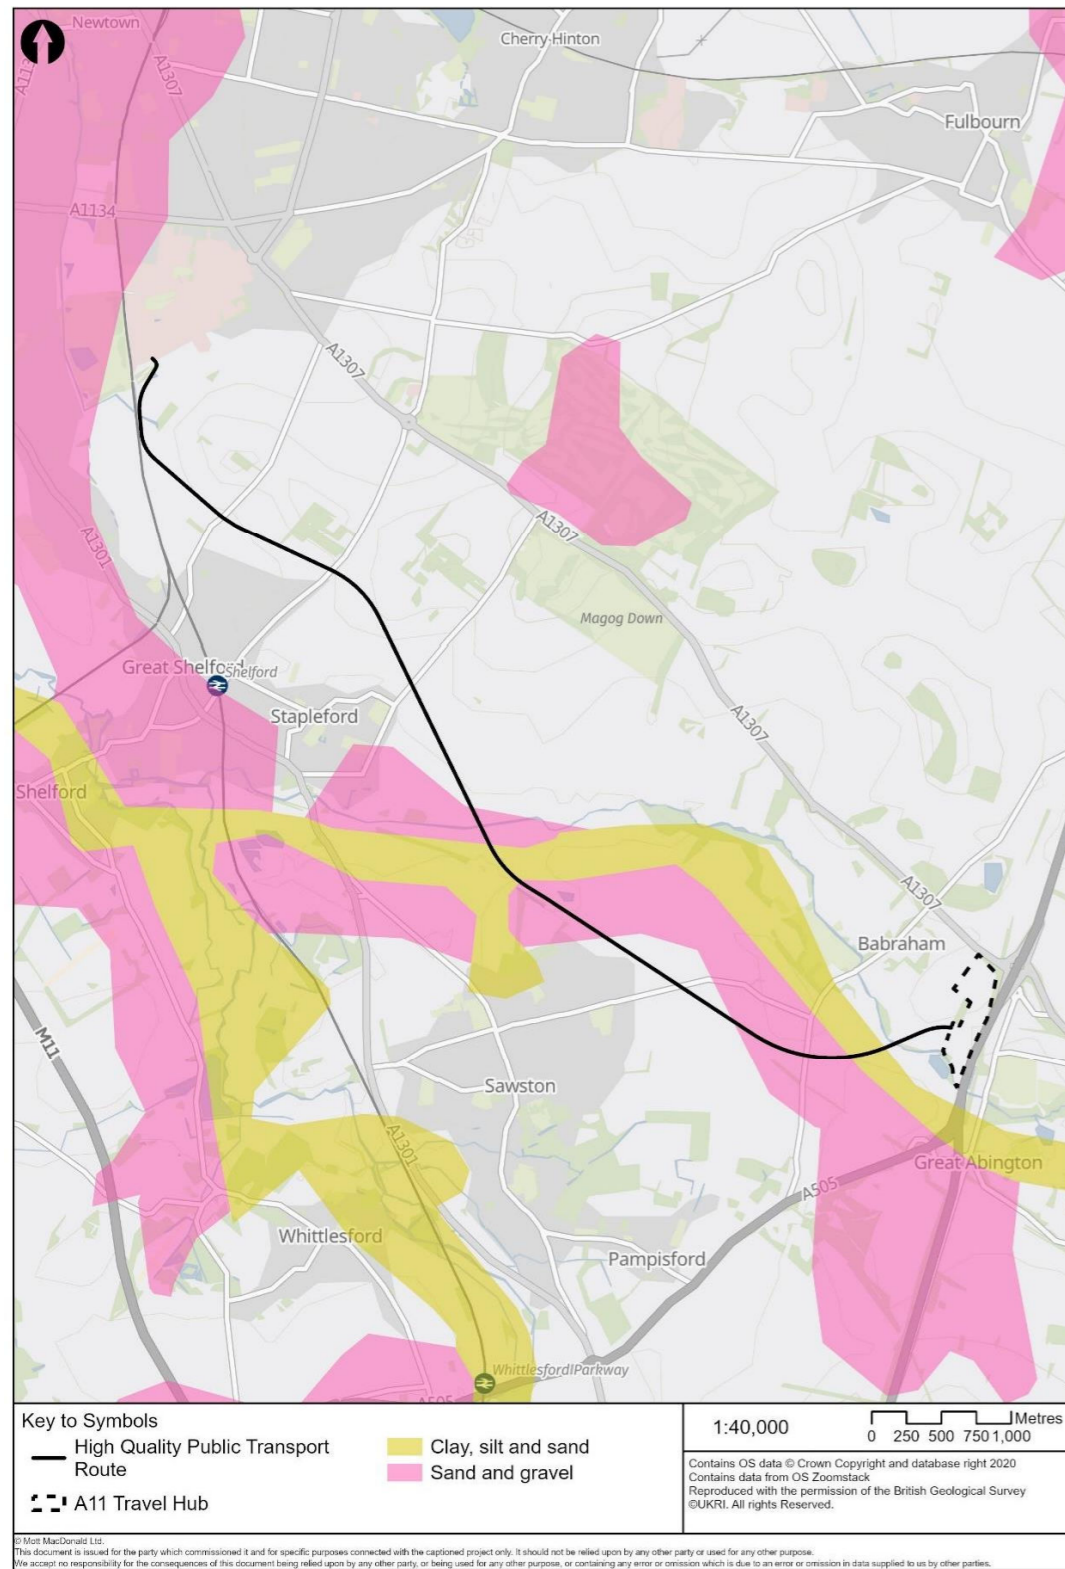 Newtown
Cherry Hinton
A1307
Fulbourn
A1134
A1307
A1307
A1301
Magog Down
Great Shelford
Shelford
Stapleford
A1307
Shelford
A1307
Babraham
M11
Sawston
A1301
Great Abington
A505
Whittlesford
Pampisford
Whittlesford Parkway
A505
Key to Symbols
High Quality Public Transport
Route
A11 Travel Hub
Clay, silt and sand
Sand and gravel
1:40,000
Metres
0 250 500 750 1,000
Contains OS data © Crown Copyright and database right 2020
Contains data from OS Zoomstack
Reproduced with the permission of the British Geological Survey
©UKRI. All rights Reserved.
© Mott MacDonald Ltd.
This document is issued for the party which commissioned it and for specific purposes connected with the captioned project only. It should not be relied upon by any other party or used for any other purpose.
We accept no responsibility for the consequences of this document being relied upon by any other party, or being used for any other purpose, or containing any error or omission which is due to an error or omission in data supplied to us by other parties.